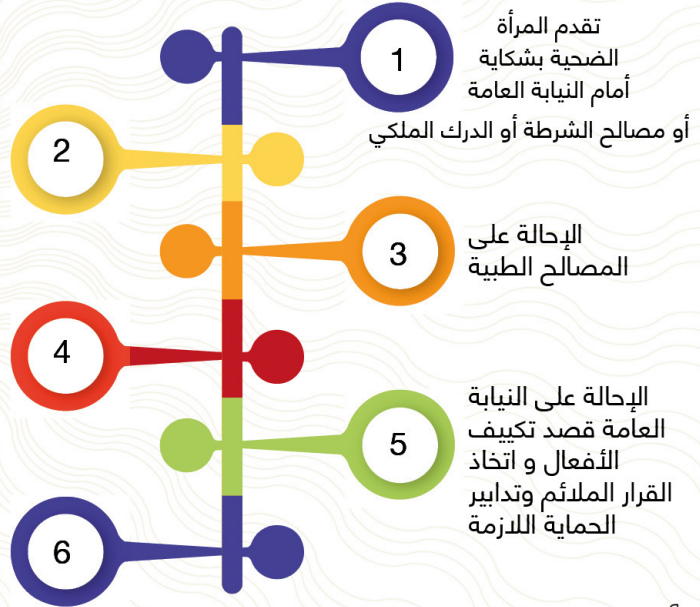 1
تقدم المرأة
الضحية بشكاية
أمام النيابة العامة
أو مصالح الشرطة أو الدرك الملكي
2
3
الإحالة على
المصالح الطبية
4
5
الإحالة على النيابة
العامة قصد تكييف
الأفعال و اتخاذ
القرار الملائم وتدابير
الحماية اللازمة
6